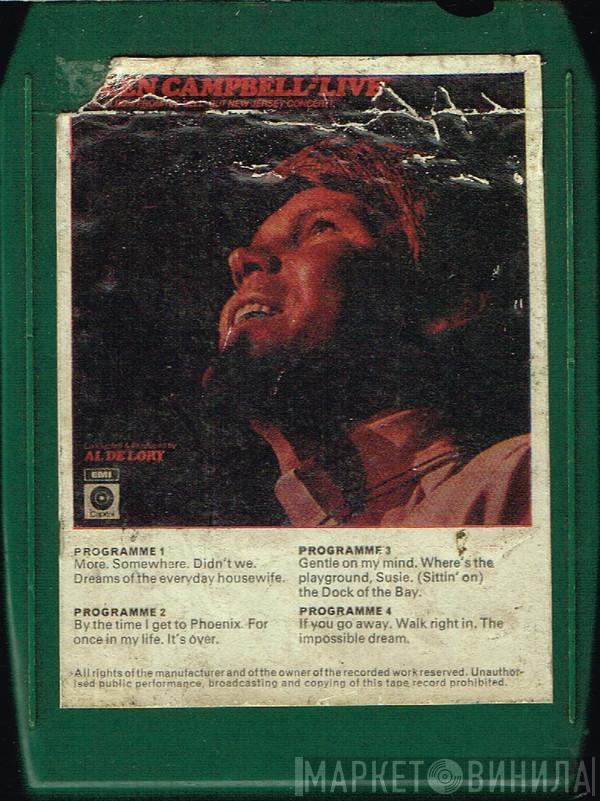 EN CAMPBELL-LIVE
NEW JERSEY CONCERT
Conducted & Produced by
AL DE LORY
EMI
Capitol
PROGRAMME 1
More. Somewhere. Didn't we.
Dreams of the everyday housewife.
PROGRAMME 2
By the time I get to Phoenix. For
once in my life. It's over.
PROGRAMME 3
Gentle on my mind. Where's the
playground, Susie. (Sittin' on)
the Dock of the Bay.
PROGRAMME 4
If you go away. Walk right in. The
impossible dream.
All rights of the manufacturer and of the owner of the recorded work reserved. Unauthor-
ised public performance, broadcasting and copying of this tape record prohibited.
МАРКЕТ ВИНИЛА